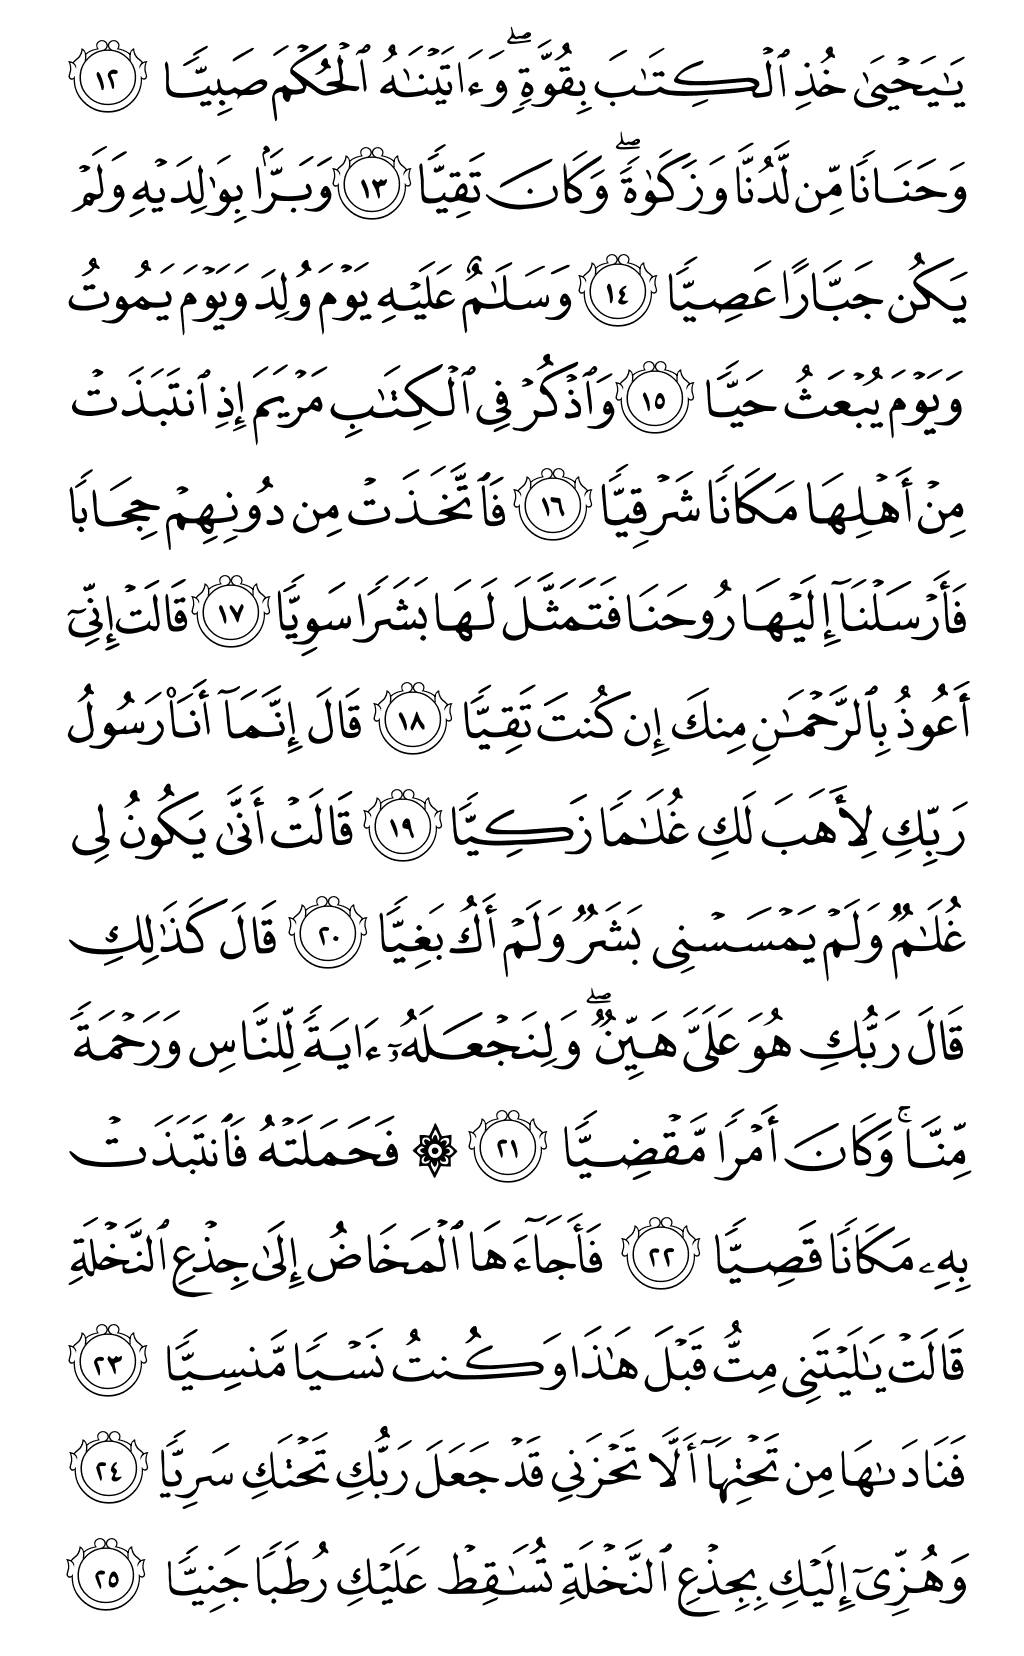 يَـٰيَحۡيَىٰ خُذِ ٱلۡكِتَـٰبَ بِقُوَّةٍۖ وَءَاتَيۡنَـٰهُ ٱلۡحُكۡمَ صَبِيًّا ١٢
وَحَنَانًا مِّن لَّدُنَّا وَزَكَوٰةًۖ وَكَانَ تَقِيًّا ١٣ وَبَرًّۢا بِوَٰلِدَيۡهِ وَلَمۡ
يَكُن جَبَّارًا عَصِيًّا ١٤ وَسَلَـٰمٌ عَلَيۡهِ يَوۡمَ وُلِدَ وَيَوۡمَ يَمُوتُ
وَيَوۡمَ يُبۡعَثُ حَيًّا ١٥ وَٱذۡكُرۡ فِى ٱلۡكِتَـٰبِ مَرۡيَمَ إِذِ ٱنتَبَذَتۡ
مِنۡ أَهۡلِهَا مَكَانًا شَرۡقِيًّا ١٦ فَٱتَّخَذَتۡ مِن دُونِهِمۡ حِجَابًا
فَأَرۡسَلۡنَآ إِلَيۡهَا رُوحَنَا فَتَمَثَّلَ لَهَا بَشَرًا سَوِيًّا ١٧ قَالَتۡ إِنِّىٓ
أَعُوذُ بِٱلرَّحۡمَـٰنِ مِنكَ إِن كُنتَ تَقِيًّا ١٨ قَالَ إِنَّمَآ أَنَا۠ رَسُولُ
رَبِّكِ لِأَهَبَ لَكِ غُلَـٰمًا زَكِيًّا ١٩ قَالَتۡ أَنَّىٰ يَكُونُ لِى
غُلَـٰمٌ وَلَمۡ يَمۡسَسۡنِى بَشَرٌ وَلَمۡ أَكُ بَغِيًّا ٢٠ قَالَ كَذَٰلِكِ
قَالَ رَبُّكِ هُوَ عَلَىَّ هَيِّنٌۖ وَلِنَجۡعَلَهُۥٓ ءَايَةً لِّلنَّاسِ وَرَحۡمَةً
مِّنَّاۚ وَكَانَ أَمۡرًا مَّقۡضِيًّا ٢١ ۞ فَحَمَلَتۡهُ فَٱنتَبَذَتۡ
بِهِۦ مَكَانًا قَصِيًّا ٢٢ فَأَجَآءَهَا ٱلۡمَخَاضُ إِلَىٰ جِذۡعِ ٱلنَّخۡلَةِ
قَالَتۡ يَـٰلَيۡتَنِى مِتُّ قَبۡلَ هَـٰذَا وَكُنتُ نَسۡيًا مَّنسِيًّا ٢٣
فَنَادَىٰهَا مِن تَحۡتِهَآ أَلَّا تَحۡزَنِى قَدۡ جَعَلَ رَبُّكِ تَحۡتَكِ سَرِيًّا ٢٤
وَهُزِّىٓ إِلَيۡكِ بِجِذۡعِ ٱلنَّخۡلَةِ تُسَـٰقِطۡ عَلَيۡكِ رُطَبًا جَنِيًّا ٢٥